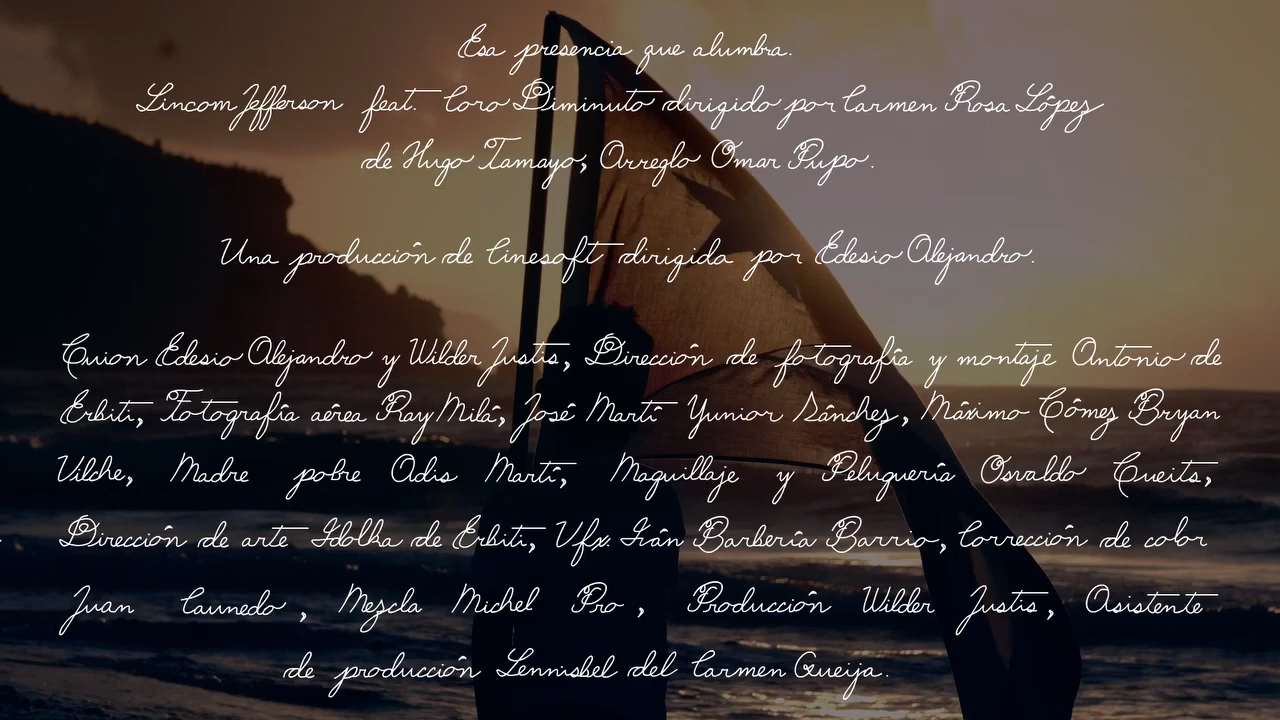 Esa presencia que alumbra.
Lincom Jefferson feat. Coro Diminuto dirigido por Carmen Rosa López
de Hugo Tamayo, Arreglo Omar Pupo.
Una producción de Cinesoft dirigida por Edesio Alejandro.
Guion Edesio Alejandro y Wilder Justis, Dirección de fotografía y montaje Antonio de
Erbiti, Fotografía aérea Ray Milá, José Martí Yunior Sánchez, Máximo Gómez Bryan
Vilche, Madre pobre Odis Martí, Maquillaje y Peluquería Osvaldo Gueits,
Dirección de arte Idolka de Erbiti, Vfx. Iván Barbería Barrio, Corrección de color
Juan Caunedo, Mezcla Michel Pro, Producción Wilder Justis, Asistente
de producción Lennisbel del Carmen Queija.